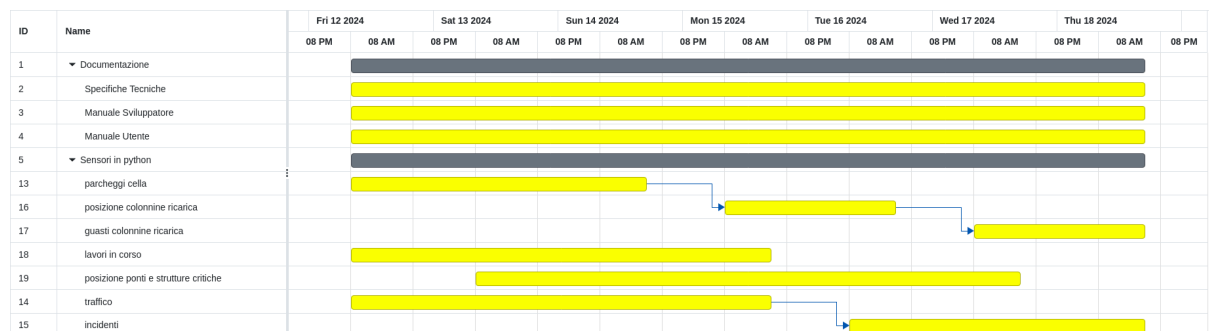 ID Name Fri 12 2024 Sat 13 2024 Sun 14 2024 Mon 15 2024 Tue 16 2024 Wed 17 2024 Thu 18 2024
08 PM 08 AM 08 PM 08 AM 08 PM 08 AM 08 PM 08 AM 08 PM 08 AM 08 PM 08 AM 08 PM 08 AM 08 PM
1 Documentazione
2 Specifiche Tecniche
3 Manuale Sviluppatore
4 Manuale Utente
5 Sensori in python
13 parcheggi cella
16 posizione colonnine ricarica
17 guasti colonnine ricarica
18 lavori in corso
19 posizione ponti e strutture critiche
14 traffico
15 incidenti